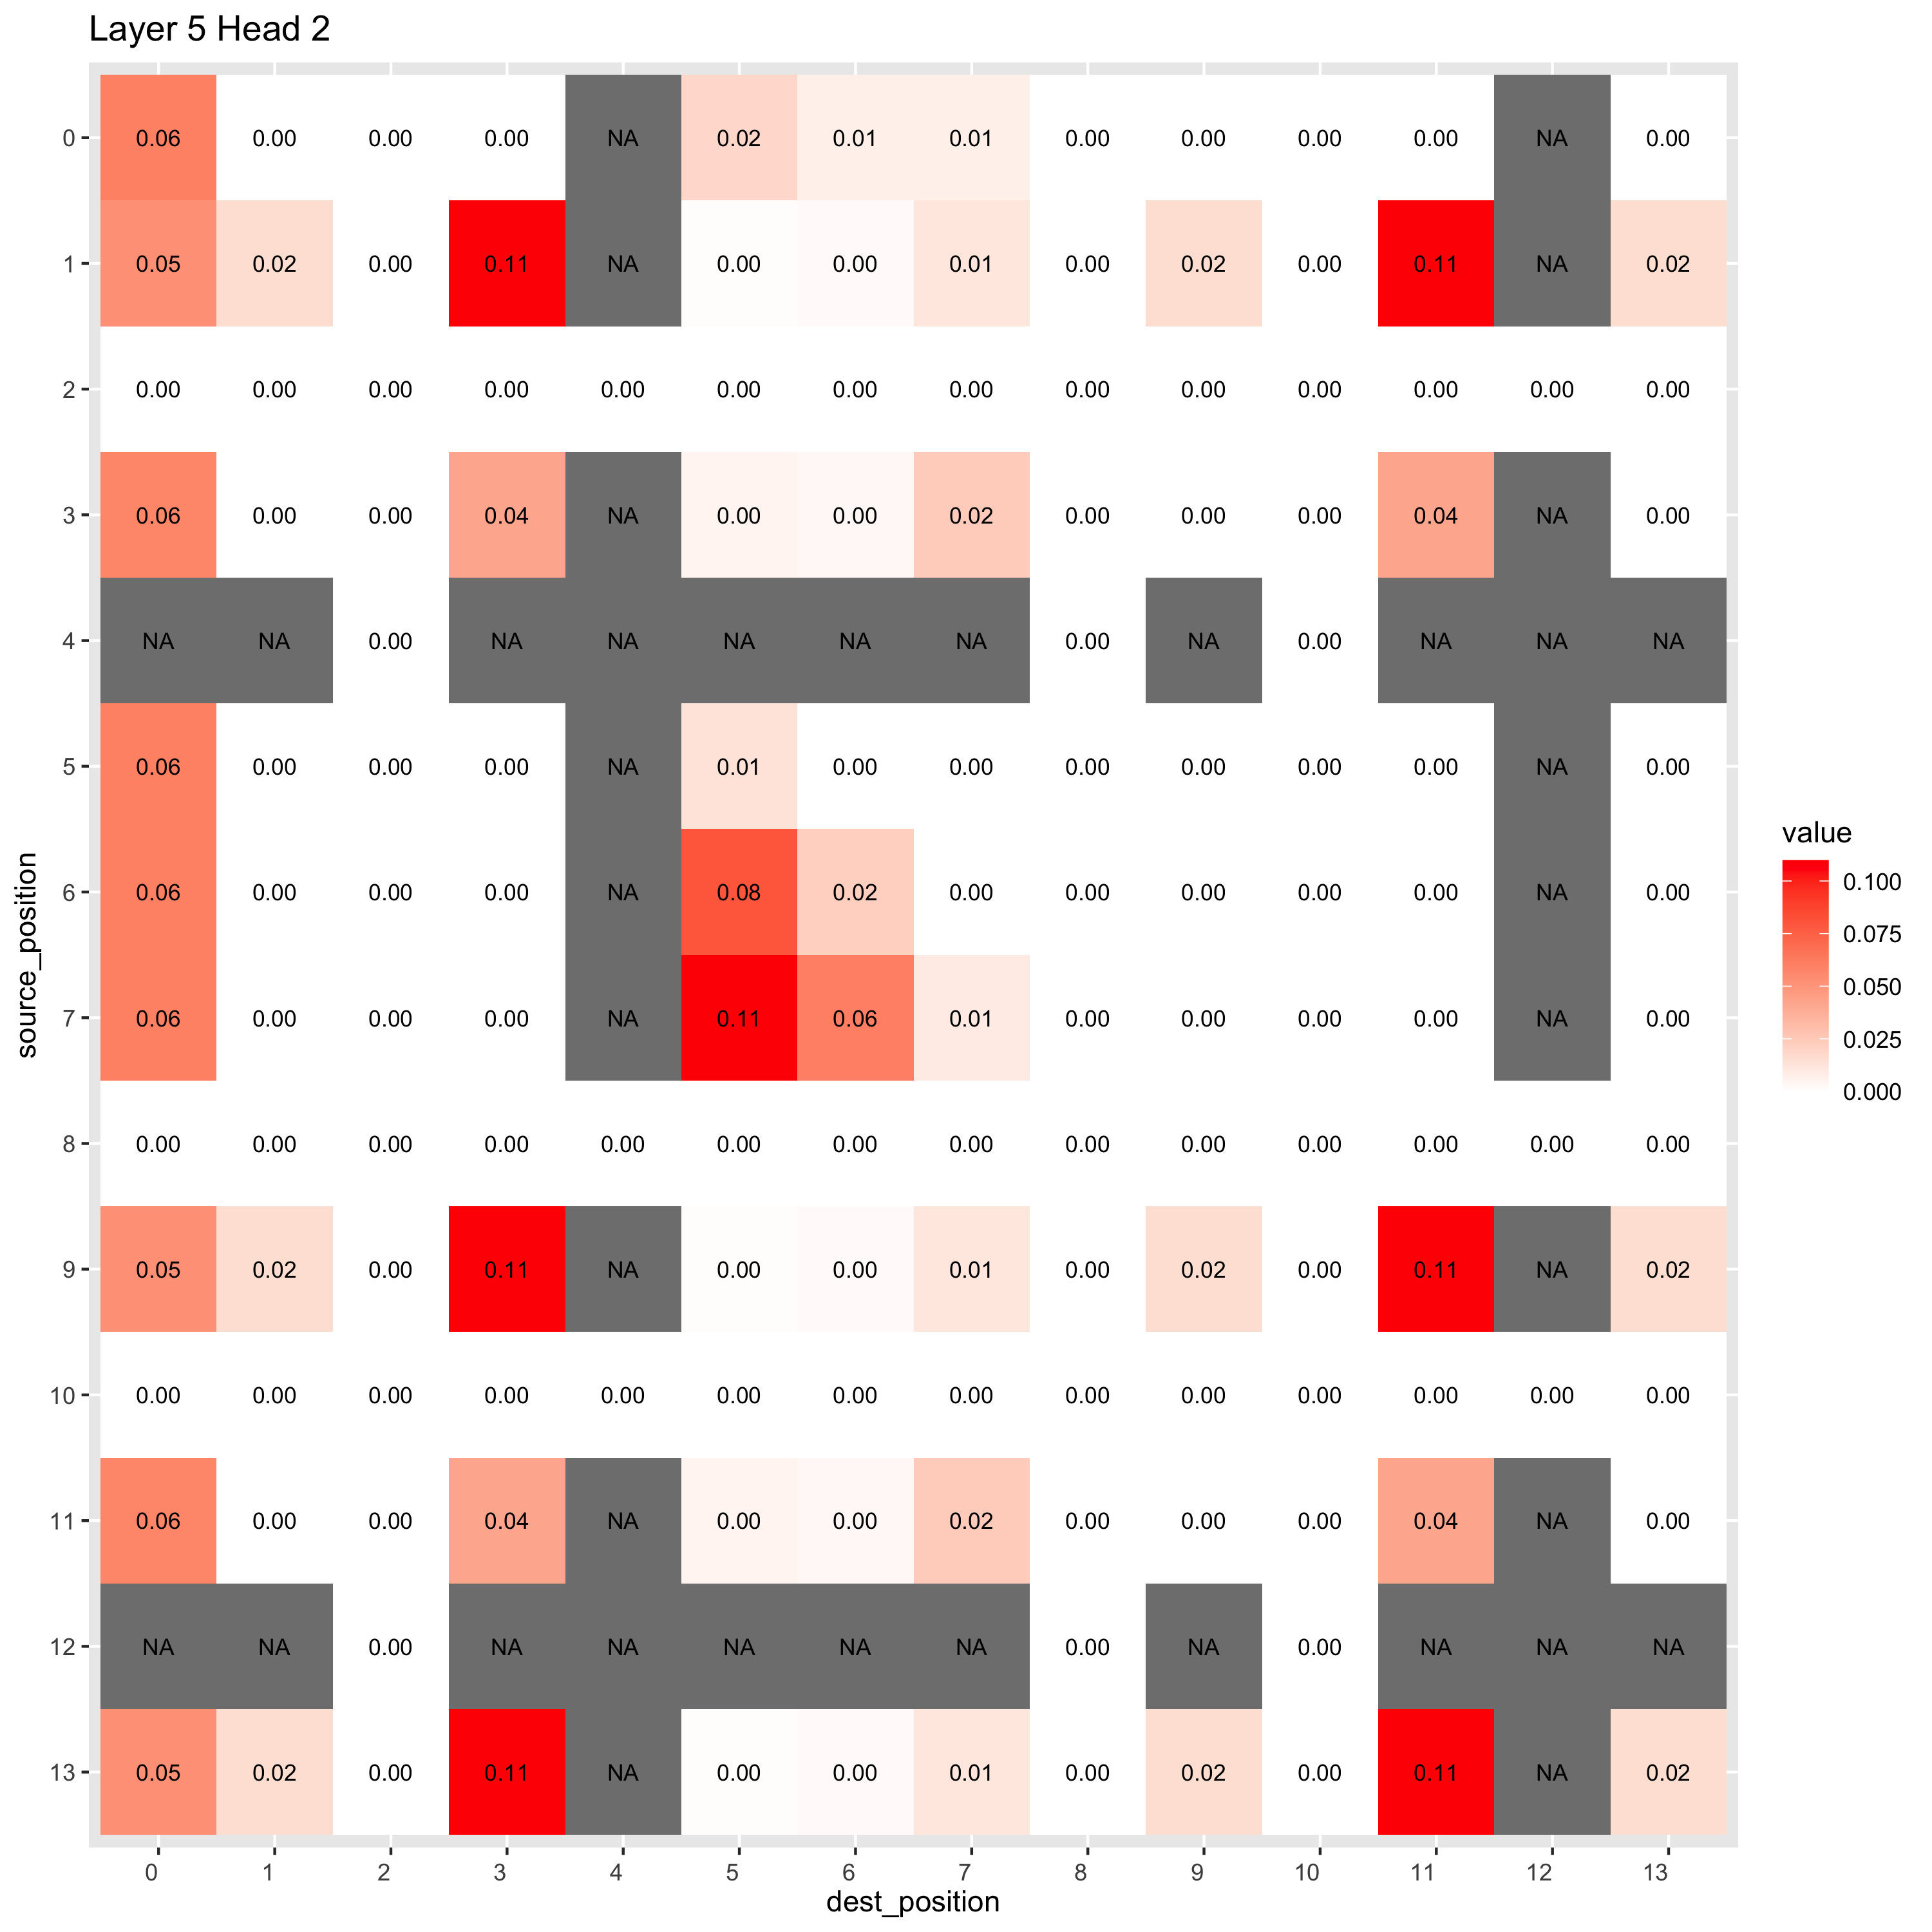 Layer 5 Head 2
0 0.06 0.00 0.00 0.00 NA 0.02 0.01 0.01 0.00 0.00 0.00 0.00 NA 0.00
1 0.05 0.02 0.00 0.11 NA 0.00 0.00 0.01 0.00 0.02 0.00 0.11 NA 0.02
2 0.00 0.00 0.00 0.00 0.00 0.00 0.00 0.00 0.00 0.00 0.00 0.00 0.00 0.00
3 0.06 0.00 0.00 0.04 NA 0.00 0.00 0.02 0.00 0.00 0.00 0.04 NA 0.00
4 NA NA 0.00 NA NA NA NA NA 0.00 NA 0.00 NA NA NA
5 0.06 0.00 0.00 0.00 NA 0.01 0.00 0.00 0.00 0.00 0.00 0.00 NA 0.00
6 0.06 0.00 0.00 0.00 NA 0.08 0.02 0.00 0.00 0.00 0.00 0.00 NA 0.00
7 0.06 0.00 0.00 0.00 NA 0.11 0.06 0.01 0.00 0.00 0.00 0.00 NA 0.00
8 0.00 0.00 0.00 0.00 0.00 0.00 0.00 0.00 0.00 0.00 0.00 0.00 0.00 0.00
9 0.05 0.02 0.00 0.11 NA 0.00 0.00 0.01 0.00 0.02 0.00 0.11 NA 0.02
10 0.00 0.00 0.00 0.00 0.00 0.00 0.00 0.00 0.00 0.00 0.00 0.00 0.00 0.00
11 0.06 0.00 0.00 0.04 NA 0.00 0.00 0.02 0.00 0.00 0.00 0.04 NA 0.00
12 NA NA 0.00 NA NA NA NA NA 0.00 NA 0.00 NA NA NA
13 0.05 0.02 0.00 0.11 NA 0.00 0.00 0.01 0.00 0.02 0.00 0.11 NA 0.02
0 1 2 3 4 5 6 7 8 9 10 11 12 13
dest_position
source_position
value
0.100
0.075
0.050
0.025
0.000